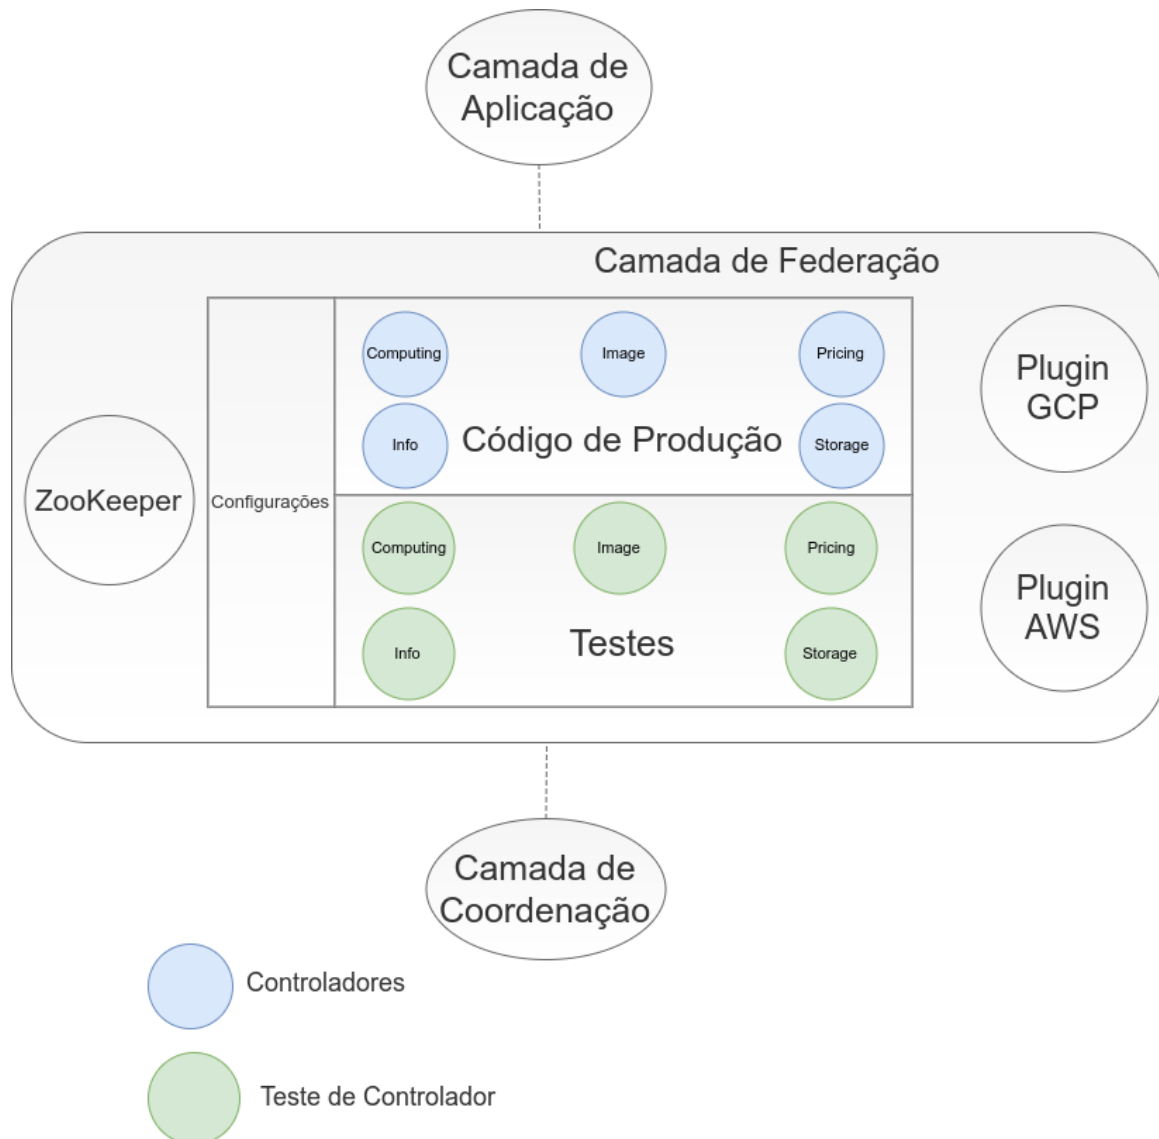 Camada de
Aplicação
Camada de Federação
Computing
Image
Pricing
Info
Código de Produção
Storage
ZooKeeper
Configurações
Computing
Image
Pricing
Info
Testes
Storage
Plugin
GCP
Plugin
AWS
Camada de
Coordenação
Controladores
Teste de Controlador